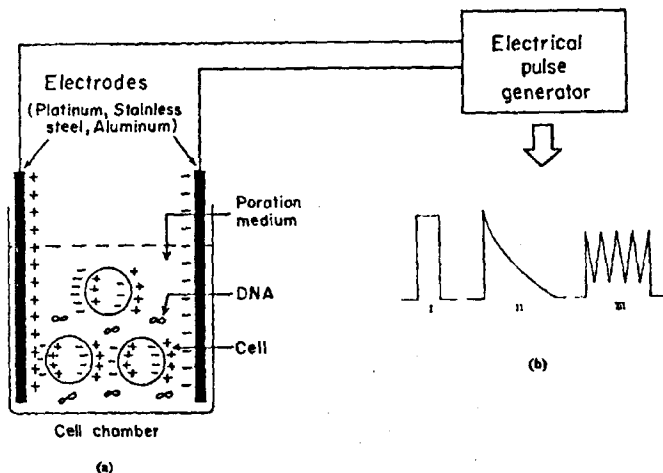 Electrodes
(Platinum, Stainless
steel, Aluminum)
Electrical
pulse
generator
Poration
medium
DNA
Cell
Cell chamber
(a)
I
II
III
(b)